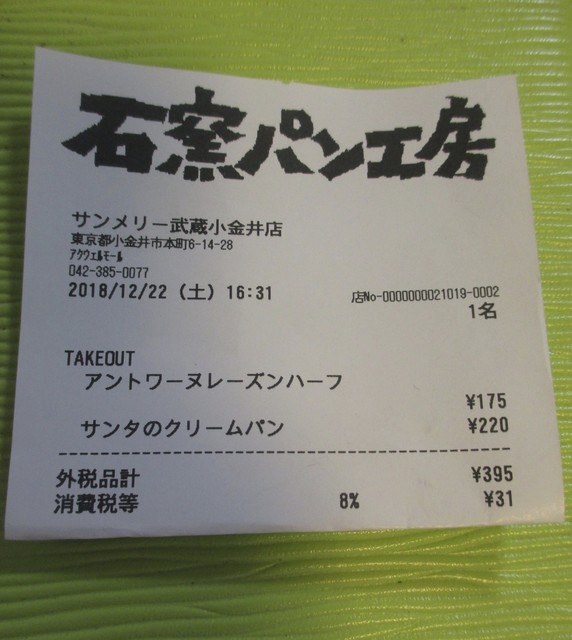 石窯パン工房
サンメリー武蔵小金井店
東京都小金井市本町6-14-28
ｱｸｳｪﾙﾓｰﾙ
042-385-0077
2018/12/22 (土) 16:31
店No-0000000021019-0002
1名
TAKEOUT
アントワーヌレーズンハーフ
¥175
サンタのクリームパン ¥220
外税品計 ¥395
消費税等 8% ¥31